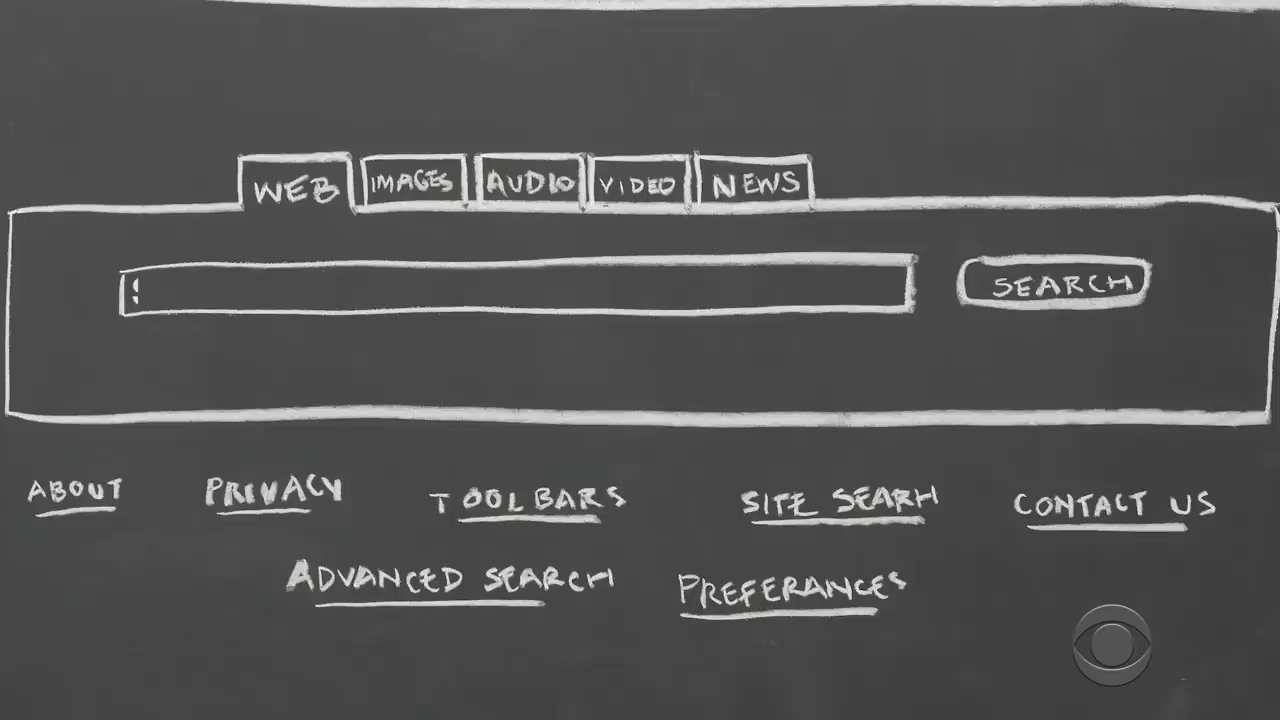 WEB IMAGES AUDIO VIDEO NEWS
SEARCH
ABOUT PRIVACY TOOLBARS SITE SEARH CONTACT US
ADVANCED SEARCH PREFERANCES